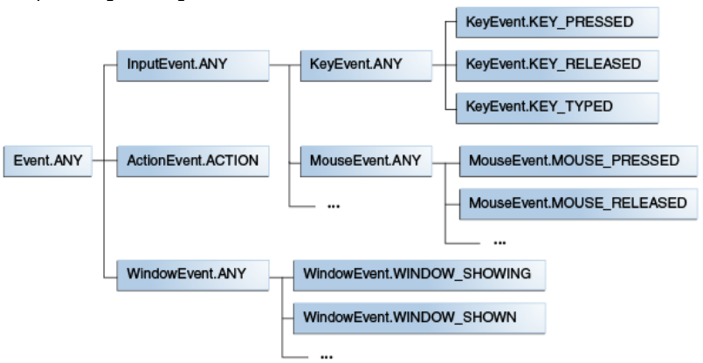 KeyEvent.KEY_PRESSED
InputEvent.ANY
KeyEvent.ANY
KeyEvent.KEY_RELEASED
KeyEvent.KEY_TYPED
Event.ANY
ActionEvent.ACTION
MouseEvent.ANY
MouseEvent.MOUSE_PRESSED
MouseEvent.MOUSE_RELEASED
...
...
WindowEvent.ANY
WindowEvent.WINDOW_SHOWING
WindowEvent.WINDOW_SHOWN
...